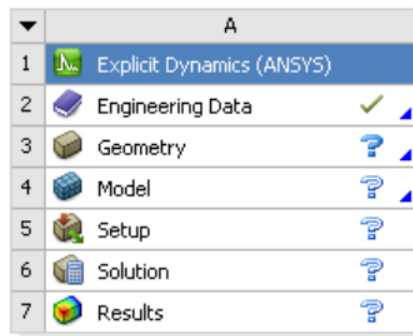 A
1 Explicit Dynamics (ANSYS)
2 Engineering Data
3 Geometry ?
4 Model ?
5 Setup ?
6 Solution ?
7 Results ?